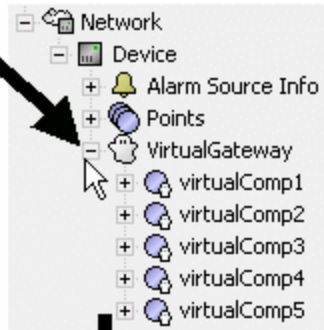 Network
Device
Alarm Source Info
Points
VirtualGateway
virtualComp1
virtualComp2
virtualComp3
virtualComp4
virtualComp5